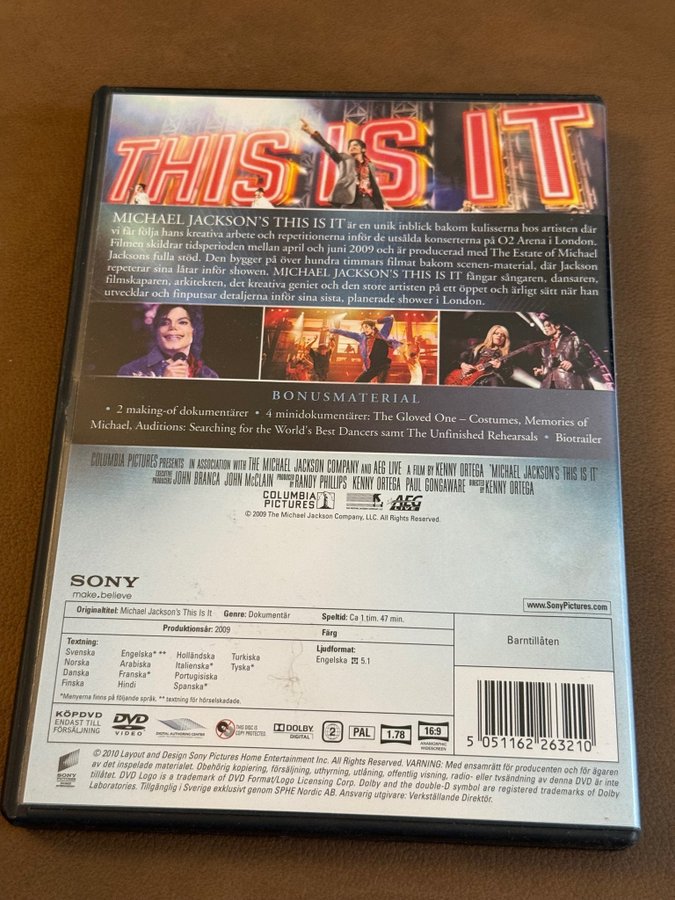 THIS IS IT
MICHAEL JACKSON'S THIS IS IT är en unik inblick bakom kulisserna hos artisten där
vi får följa hans kreativa arbete och repetitionerna inför de utsålda konserterna på O2 Arena i London.
Filmen skildrar tidsperioden mellan april och juni 2009 och är producerad med The Estate of Michael
Jacksons fulla stöd. Den bygger på över hundra timmars filmat bakom scenen-material, där Jackson
repeterar sina låtar inför showen. MICHAEL JACKSON'S THIS IS IT fångar sångaren, dansaren,
filmskaparen, arkitekten, det kreativa geniet och den store artisten på ett öppet och ärligt sätt när han
utvecklar och finputsar detaljerna inför sina sista, planerade shower i London.
BONUSMATERIAL
• 2 making-of dokumentärer • 4 minidokumentärer: The Gloved One – Costumes, Memories of
Michael, Auditions: Searching for the World's Best Dancers samt The Unfinished Rehearsals • Biotrailer
COLUMBIA PICTURES PRESENTS IN ASSOCIATION WITH THE MICHAEL JACKSON COMPANY AND AEG LIVE A FILM BY KENNY ORTEGA "MICHAEL JACKSON'S THIS IS IT"
EXECUTIVE PRODUCERS JOHN BRANCA JOHN McCLAIN PRODUCED BY RANDY PHILLIPS KENNY ORTEGA PAUL GONGAWARE DIRECTED BY KENNY ORTEGA
COLUMBIA PICTURES AEG LIVE
© 2009 The Michael Jackson Company, LLC. All Rights Reserved.
SONY
make.believe
www.SonyPictures.com
Originaltitel: Michael Jackson's This Is It Genre: Dokumentär Speltid: Ca 1 tim. 47 min.
Produktionsår: 2009 Färg
Textning:
Svenska Engelska* ** Holländska Turkiska
Norska Arabiska Italienska* Tyska*
Danska Franska* Portugisiska
Finska Hindi Spanska*
*Menyerna finns på följande språk. ** textning för hörselskadade.
Ljudformat:
Engelska 5.1
Barntillåten
KÖPDVD
ENDAST TILL
FÖRSÄLJNING
DVD VIDEO
DIGITAL AUTHORING CENTER
THIS DISC IS COPY PROTECTED.
DOLBY DIGITAL
2
PAL
1.78
16:9
ANAMORPHIC WIDESCREEN
5 051162 263210
SONY PICTURES
© 2010 Layout and Design Sony Pictures Home Entertainment Inc. All Rights Reserved. VARNING: Med ensamrätt för producenten och för ägaren
av det inspelade materialet. Obehörig kopiering, försäljning, uthyrning, utlåning, offentlig visning, radio- eller tvsändning av denna DVD är inte
tillåtet. DVD Logo is a trademark of DVD Format/Logo Licensing Corp. Dolby and the double-D symbol are registered trademarks of Dolby
Laboratories. Tillgänglig i Sverige exklusivt genom SPHE Nordic AB. Ansvarig utgivare: Verkställande Direktör.